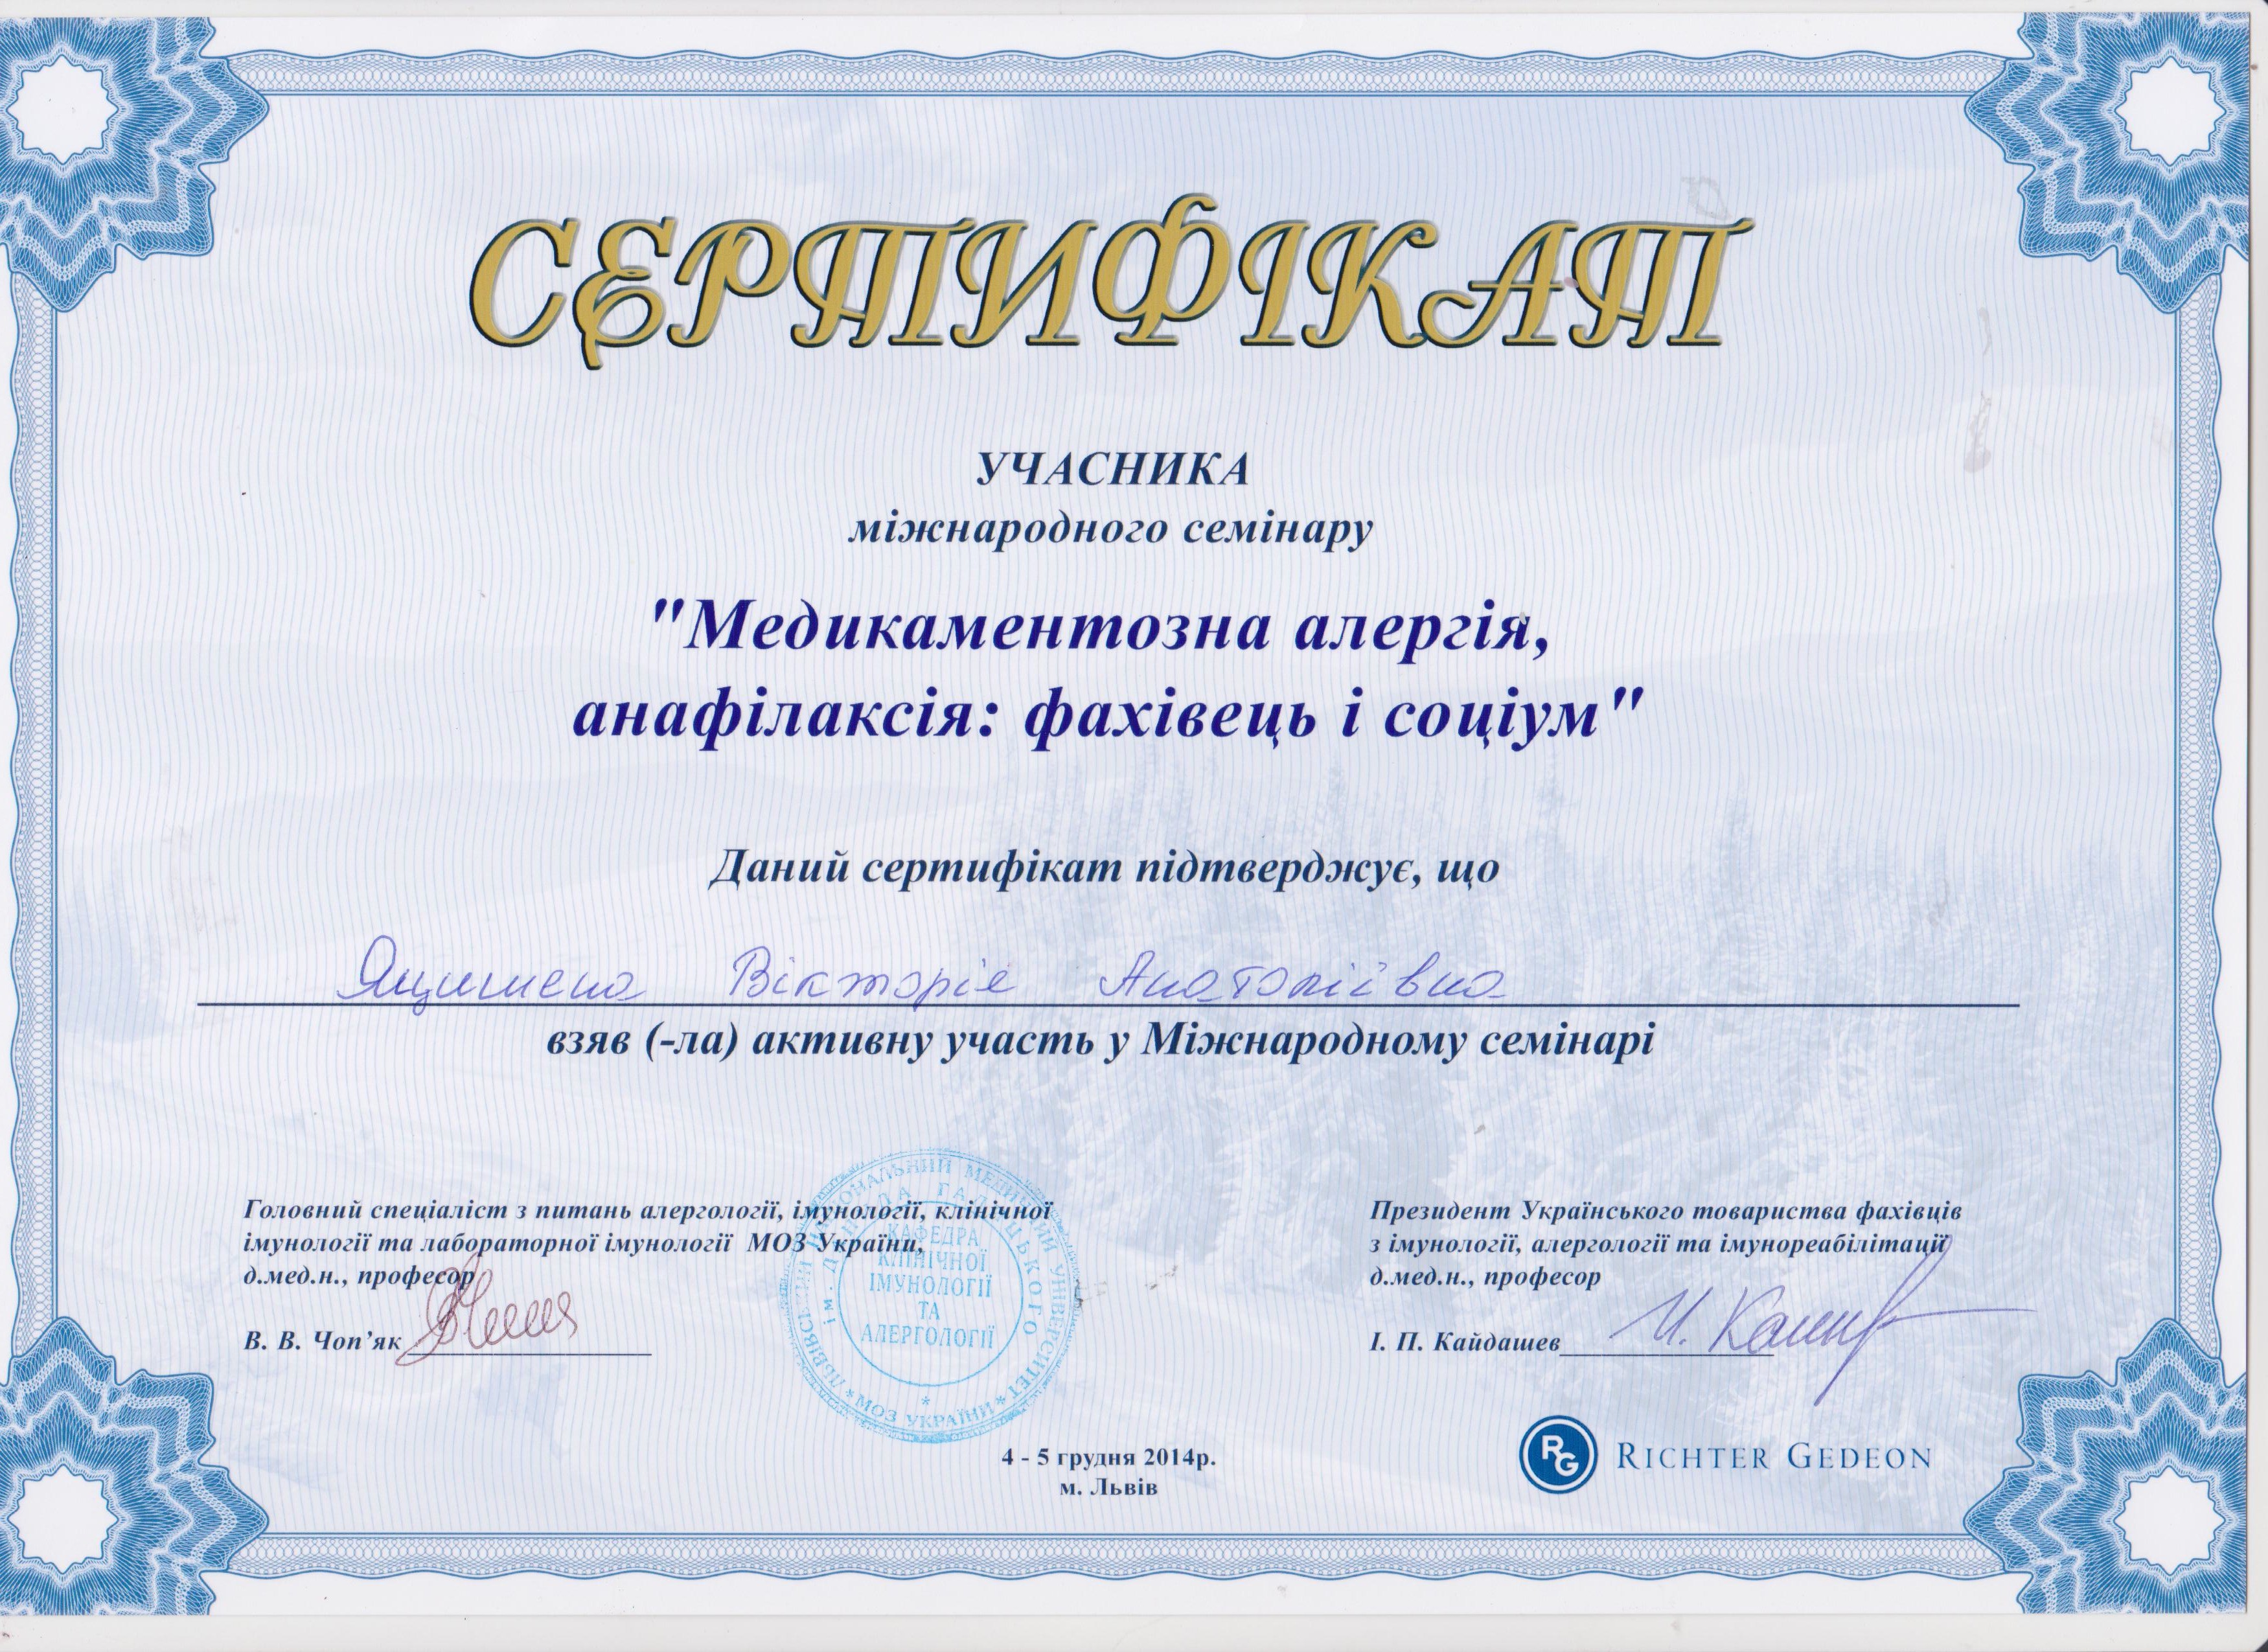 СЕРТИФІКАТ
УЧАСНИКА
міжнародного семінару
"Медикаментозна алергія,
анафілаксія: фахівець і соціум"
Даний сертифікат підтверджує, що
Вікторіє Анатоліївна
взяв (-ла) активну участь у Міжнародному семінарі
Головний спеціаліст з питань алергології, імунології, клінічної
імунології та лабораторної імунології МОЗ України,
д.мед.н., професор
В. В. Чоп’як
ЛЬВІВСЬКИЙ НАЦІОНАЛЬНИЙ МЕДИЧНИЙ УНІВЕРСИТЕТ
ім. ДАНИЛА ГАЛИЦЬКОГО
*МОЗ УКРАЇНИ*
КАФЕДРА
КЛІНІЧНОЇ
ІМУНОЛОГІЇ
ТА
АЛЕРГОЛОГІЇ
Президент Українського товариства фахівців
з імунології, алергології та імунореабілітації
д.мед.н., професор
І. П. Кайдашев
4 - 5 грудня 2014р.
м. Львів
RG RICHTER GEDEON